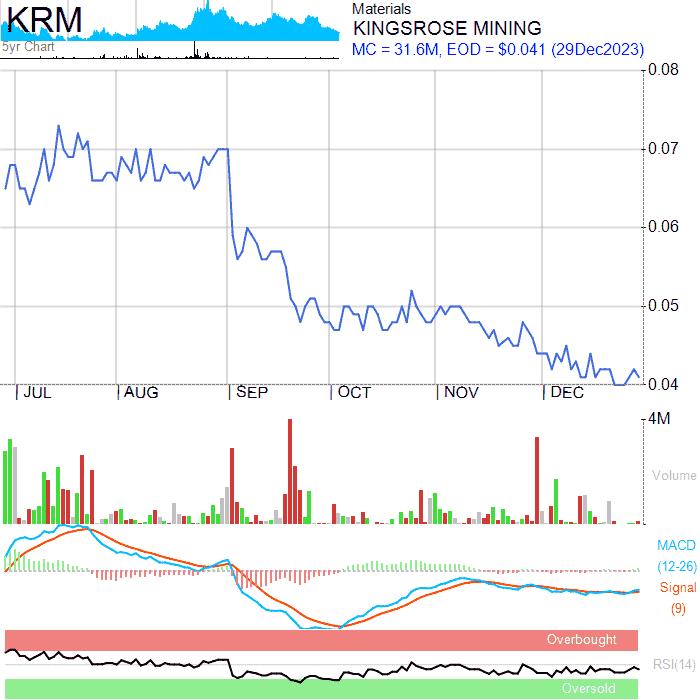 KRM
5yr Chart
Materials
KINGSROSE MINING
MC = 31.6M, EOD = $0.041 (29Dec2023)
0.08
0.07
0.06
0.05
0.04
JUL AUG SEP OCT NOV DEC
4M
Volume
MACD
(12-26)
Signal
(9)
Overbought
RSI(14)
Oversold